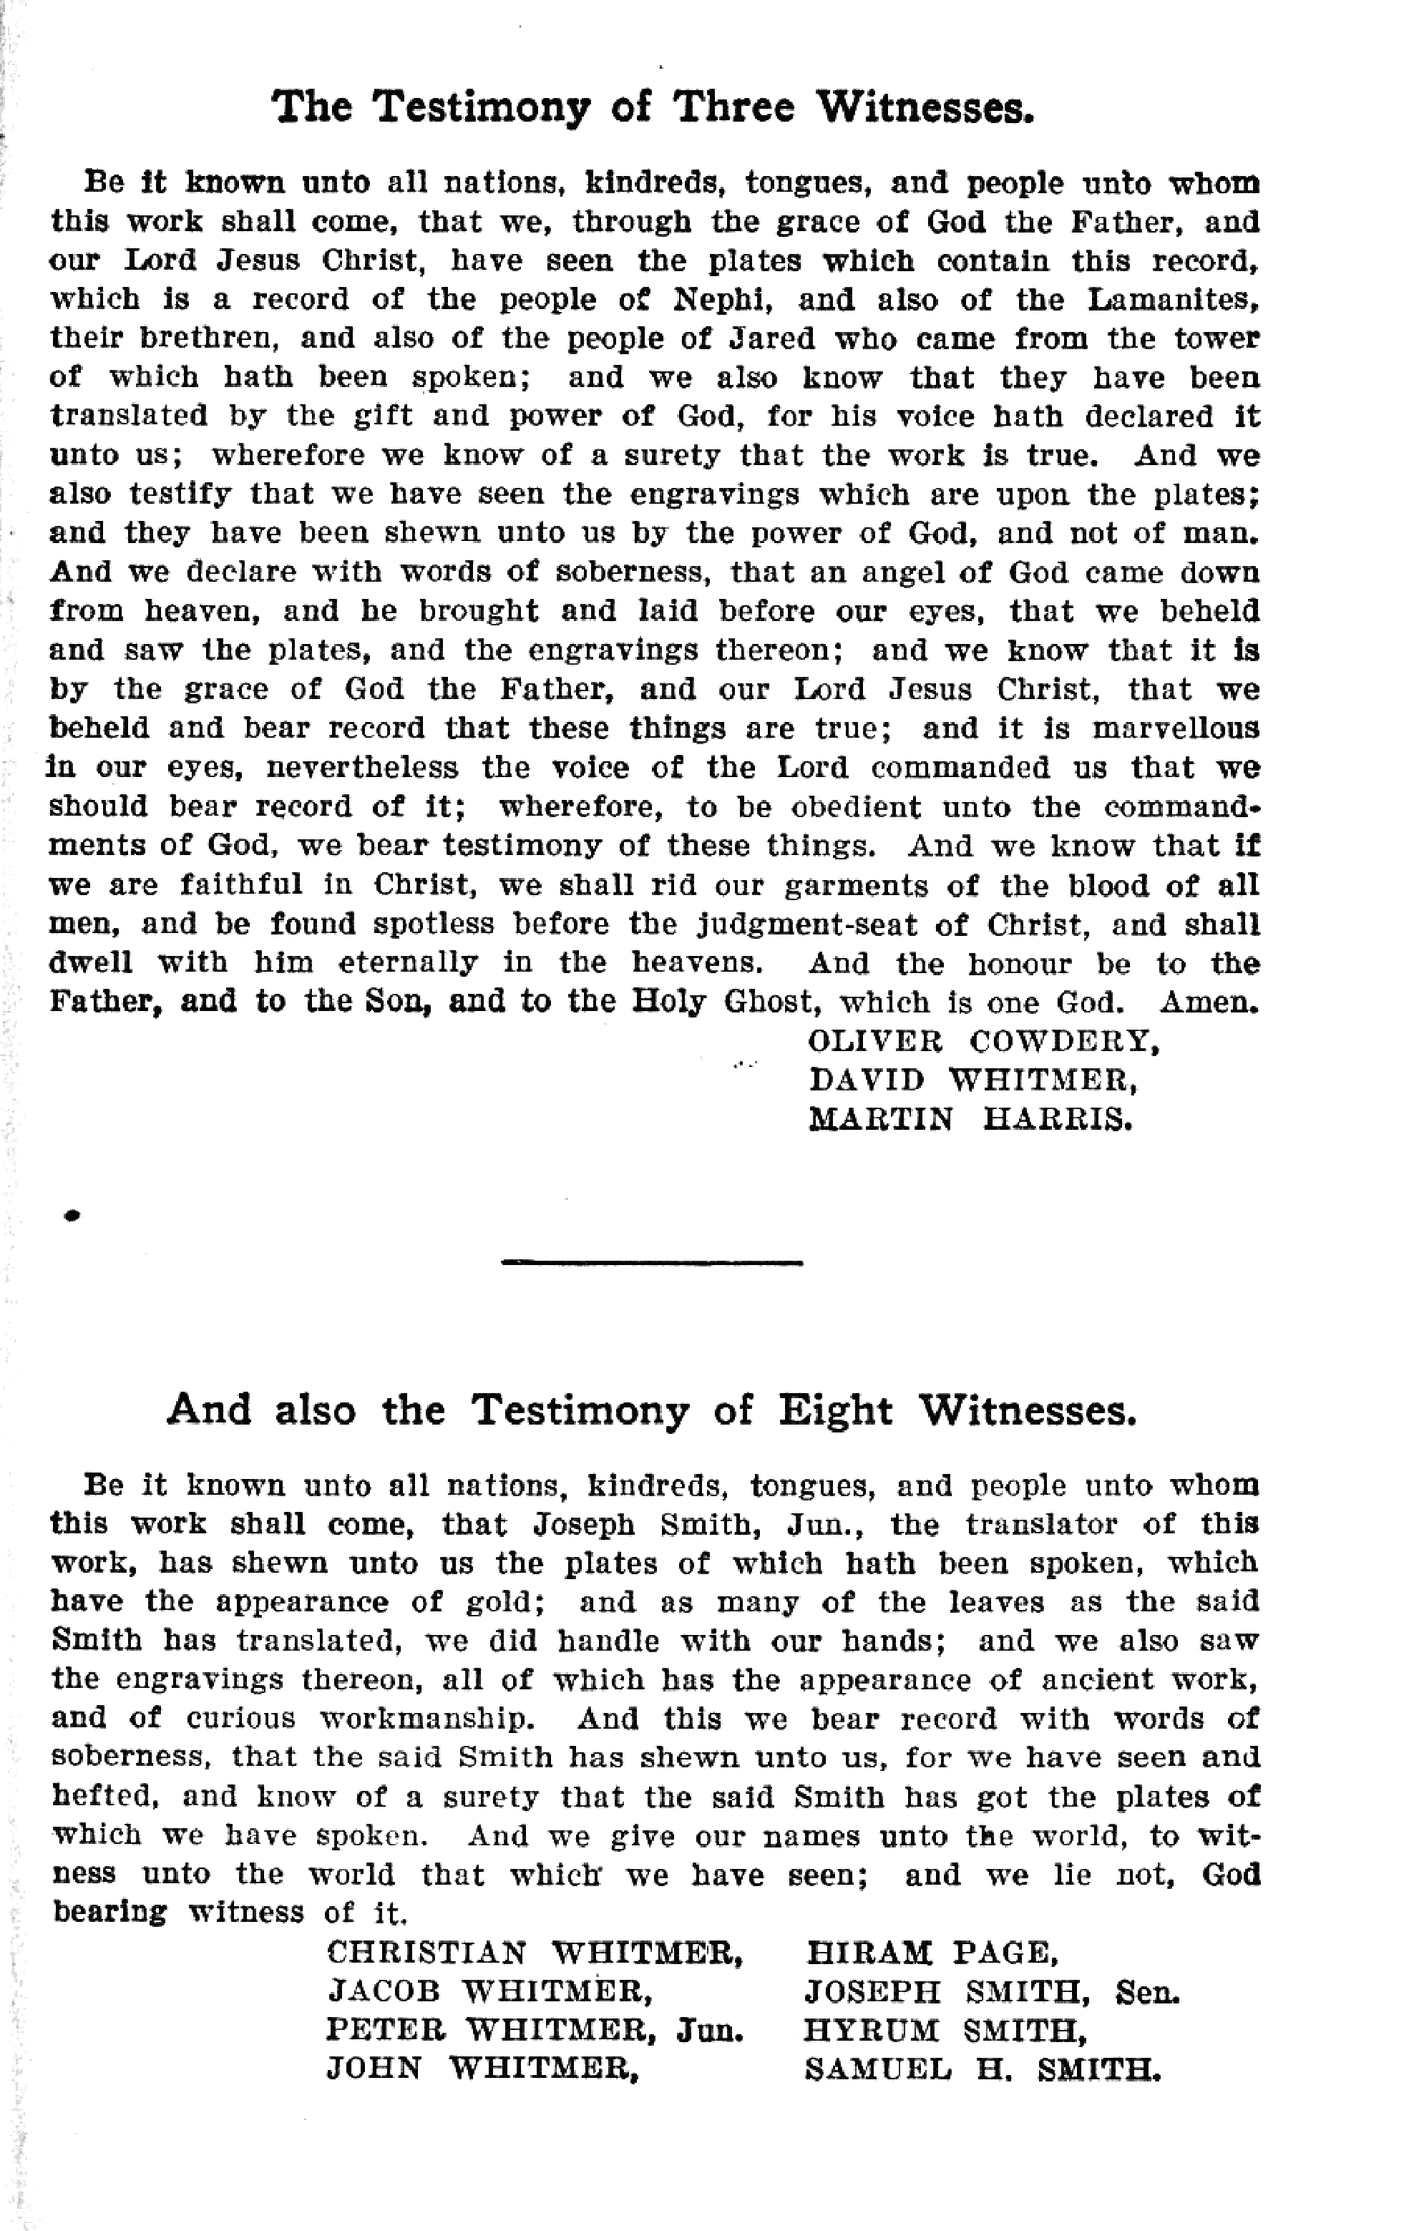 The Testimony of Three Witnesses.
Be it known unto all nations, kindreds, tongues, and people unto whom
this work shall come, that we, through the grace of God the Father, and
our Lord Jesus Christ, have seen the plates which contain this record,
which is a record of the people of Nephi, and also of the Lamanites,
their brethren, and also of the people of Jared who came from the tower
of which hath been spoken; and we also know that they have been
translated by the gift and power of God, for his voice hath declared it
unto us; wherefore we know of a surety that the work is true. And we
also testify that we have seen the engravings which are upon the plates;
and they have been shewn unto us by the power of God, and not of man.
And we declare with words of soberness, that an angel of God came down
from heaven, and he brought and laid before our eyes, that we beheld
and saw the plates, and the engravings thereon; and we know that it is
by the grace of God the Father, and our Lord Jesus Christ, that we
beheld and bear record that these things are true; and it is marvellous
in our eyes, nevertheless the voice of the Lord commanded us that we
should bear record of it; wherefore, to be obedient unto the command-
ments of God, we bear testimony of these things. And we know that if
we are faithful in Christ, we shall rid our garments of the blood of all
men, and be found spotless before the judgment-seat of Christ, and shall
dwell with him eternally in the heavens. And the honour be to the
Father, and to the Son, and to the Holy Ghost, which is one God. Amen.
OLIVER COWDERY,
DAVID WHITMER,
MARTIN HARRIS.
And also the Testimony of Eight Witnesses.
Be it known unto all nations, kindreds, tongues, and people unto whom
this work shall come, that Joseph Smith, Jun., the translator of this
work, has shewn unto us the plates of which hath been spoken, which
have the appearance of gold; and as many of the leaves as the said
Smith has translated, we did handle with our hands; and we also saw
the engravings thereon, all of which has the appearance of ancient work,
and of curious workmanship. And this we bear record with words of
soberness, that the said Smith has shewn unto us, for we have seen and
hefted, and know of a surety that the said Smith has got the plates of
which we have spoken. And we give our names unto the world, to wit-
ness unto the world that which we have seen; and we lie not, God
bearing witness of it.
CHRISTIAN WHITMER, HIRAM PAGE,
JACOB WHITMER, JOSEPH SMITH, Sen.
PETER WHITMER, Jun. HYRUM SMITH,
JOHN WHITMER, SAMUEL H. SMITH.